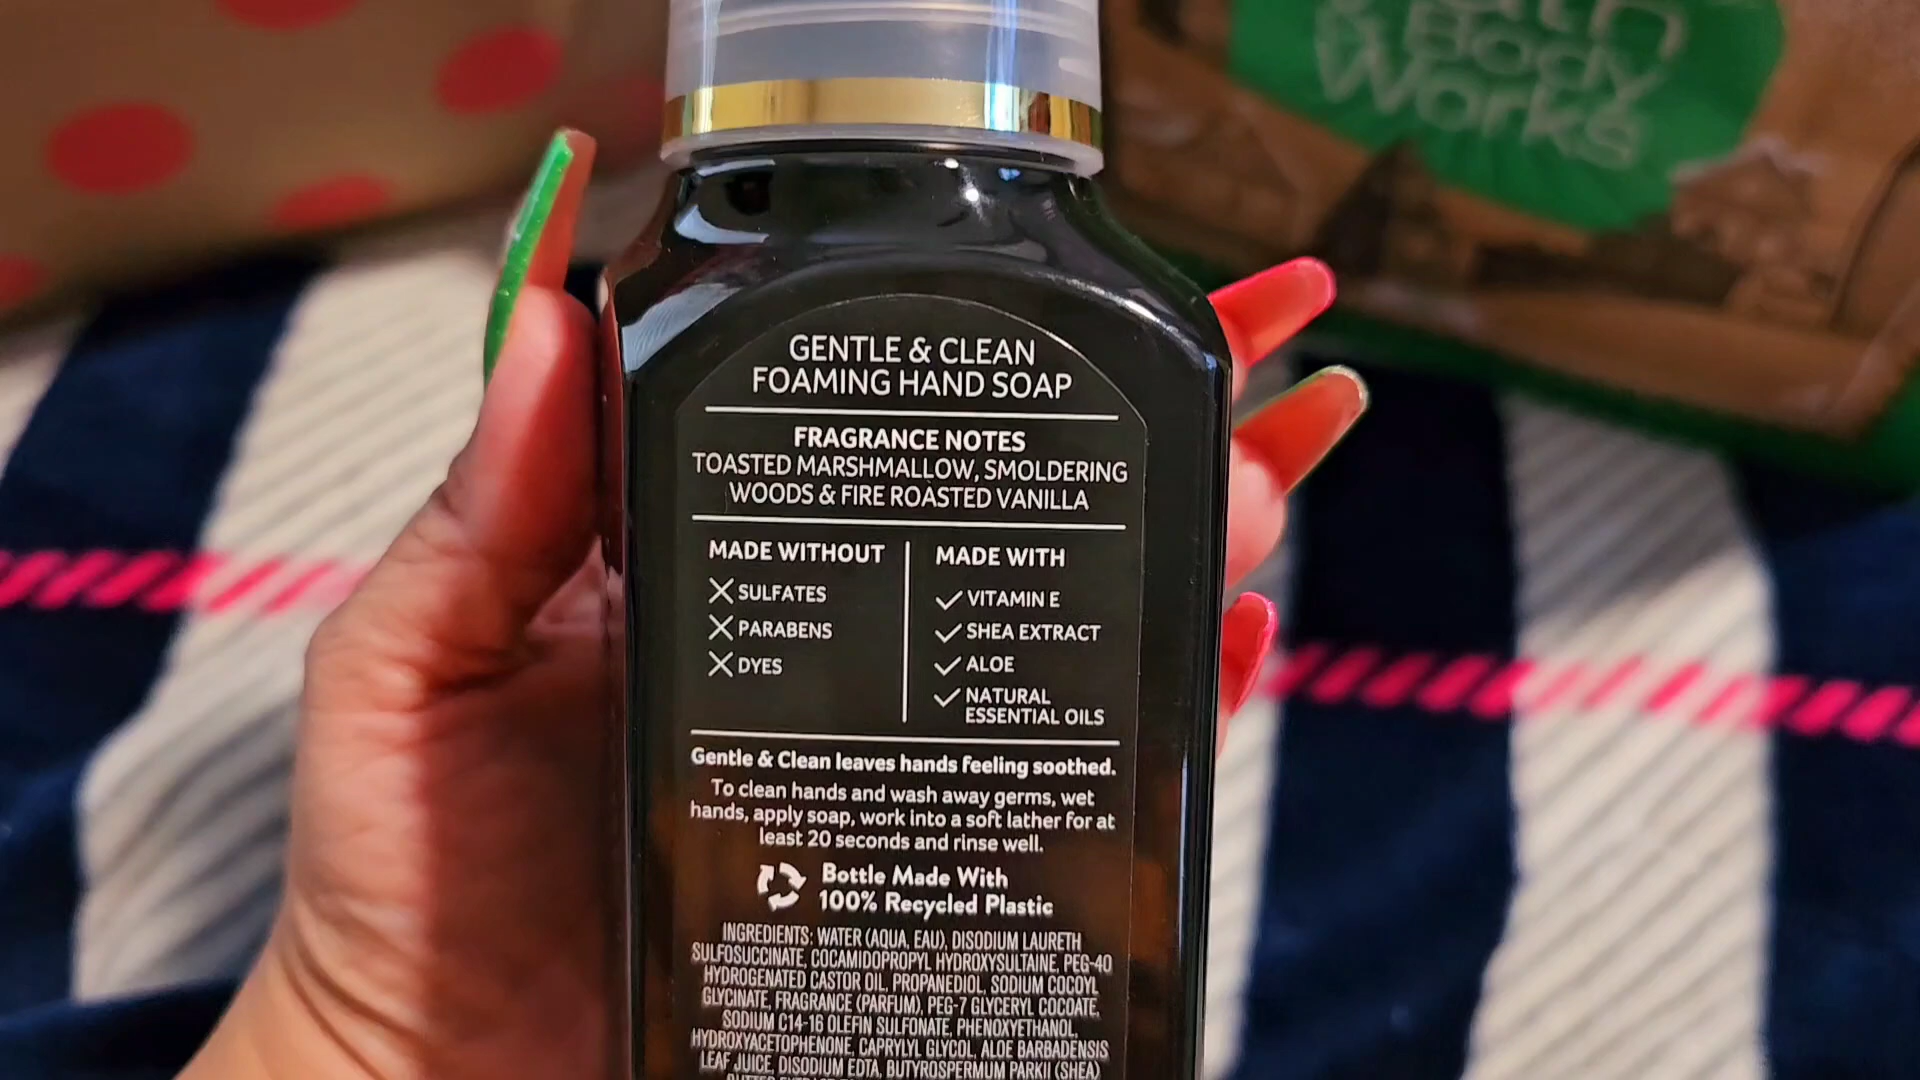 Bath
& Body
Works
GENTLE & CLEAN
FOAMING HAND SOAP
FRAGRANCE NOTES
TOASTED MARSHMALLOW, SMOLDERING
WOODS & FIRE ROASTED VANILLA
MADE WITHOUT
SULFATES
PARABENS
DYES
MADE WITH
VITAMIN E
SHEA EXTRACT
ALOE
NATURAL
ESSENTIAL OILS
Gentle & Clean leaves hands feeling soothed.
To clean hands and wash away germs, wet
hands, apply soap, work into a soft lather for at
least 20 seconds and rinse well.
Bottle Made With
100% Recycled Plastic
INGREDIENTS: WATER (AQUA, EAU), DISODIUM LAURETH
SULFOSUCCINATE, COCAMIDOPROPYL HYDROXYSULTAINE, PEG-40
HYDROGENATED CASTOR OIL, PROPANEDIOL, SODIUM COCOYL
GLYCINATE, FRAGRANCE (PARFUM), PEG-7 GLYCERYL COCOATE,
SODIUM C14-16 OLEFIN SULFONATE, PHENOXYETHANOL,
HYDROXYACETOPHENONE, CAPRYLYL GLYCOL, ALOE BARBADENSIS
LEAF JUICE, DISODIUM EDTA, BUTYROSPERMUM PARKII (SHEA)